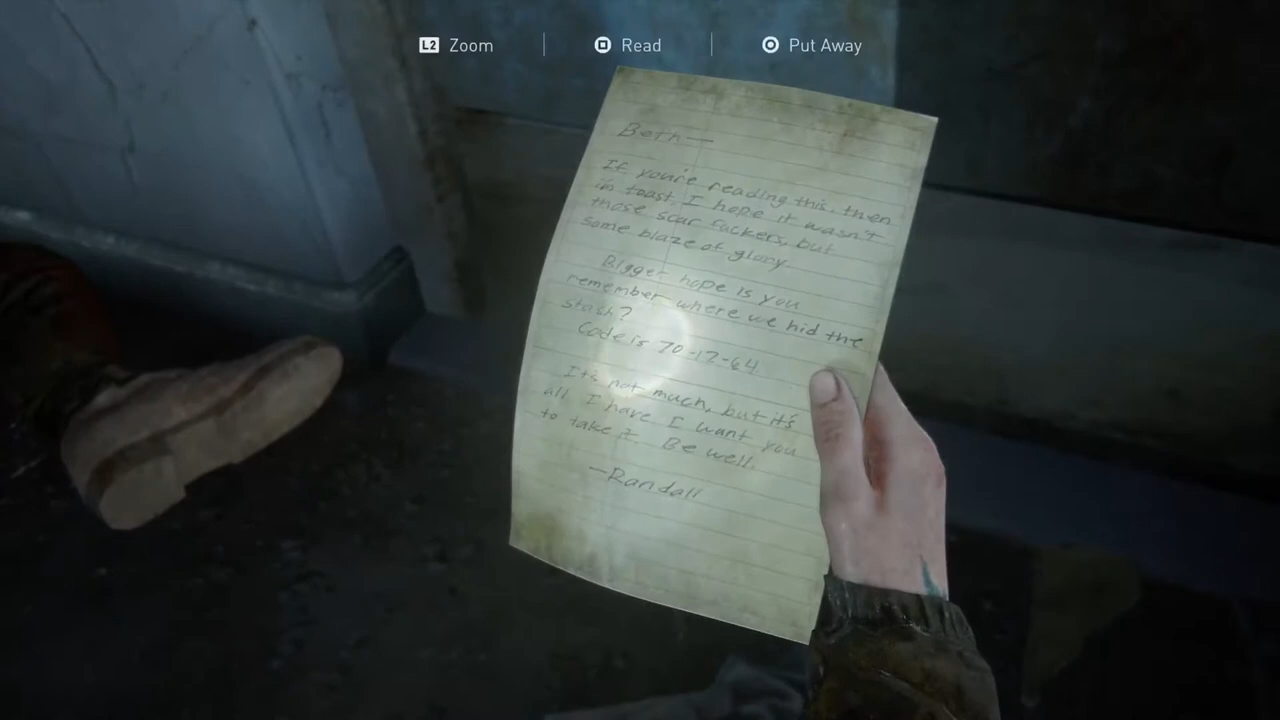 L2 Zoom | Read | Put Away
Beth—
If you're reading this, then
i'm toast I hope it wasn't
those scar fuckers, but
some blaze of glory.
Bigger hope is you
remember where we hid the
stash?
Code is 70-12-64.
It's not much, but it's
all I have I want you
to take it Be well.
—Randall